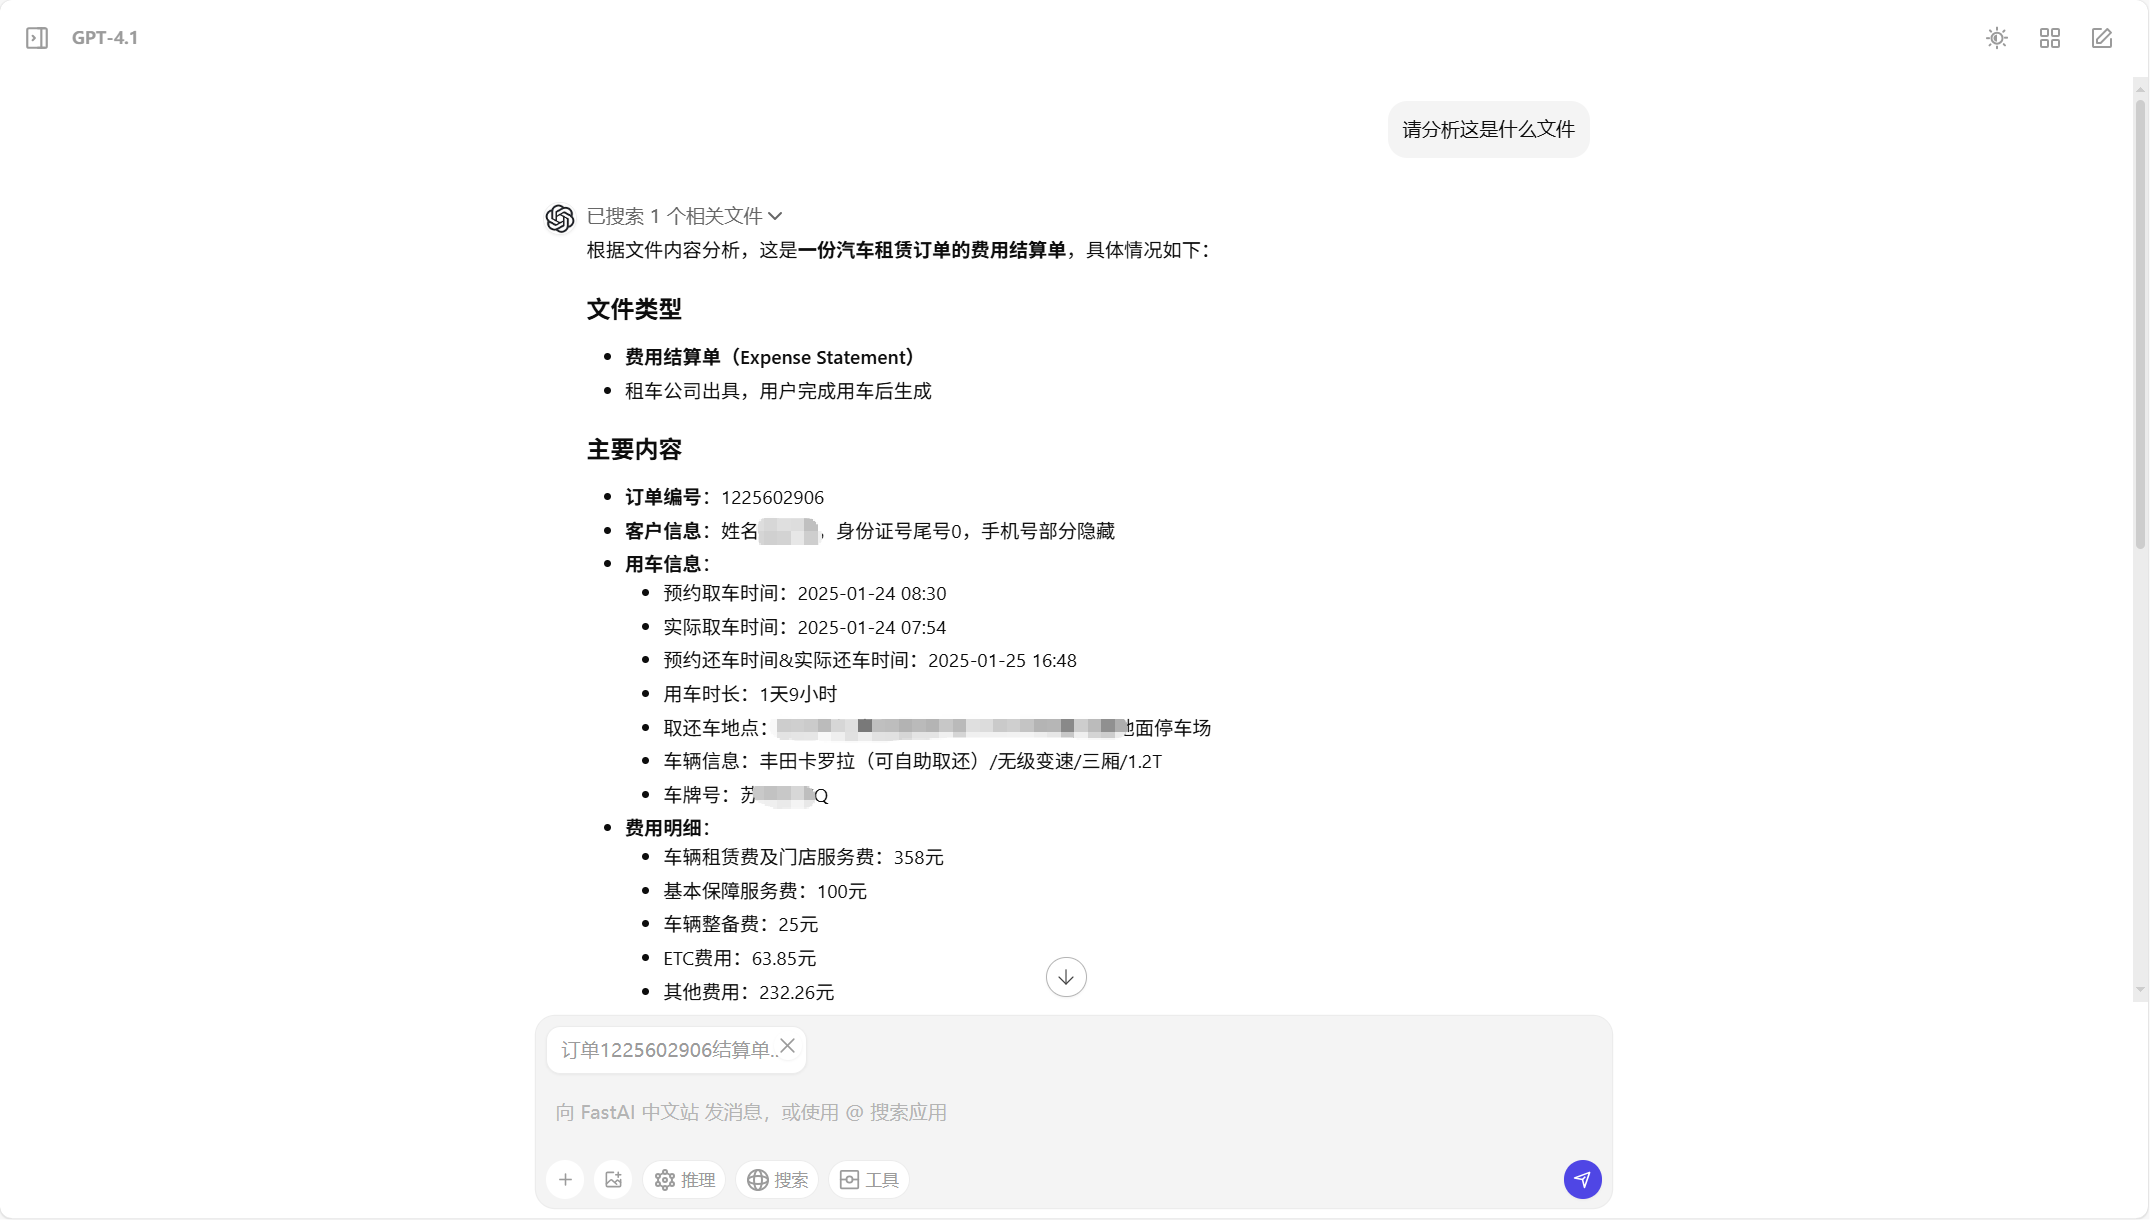 GPT-4.1
请分析这是什么文件
已搜索 1 个相关文件
根据文件内容分析，这是一份汽车租赁订单的费用结算单，具体情况如下：
文件类型
• 费用结算单（Expense Statement）
• 租车公司出具，用户完成用车后生成
主要内容
• 订单编号：1225602906
• 客户信息：姓名，身份证号尾号0，手机号部分隐藏
• 用车信息：
• 预约取车时间：2025-01-24 08:30
• 实际取车时间：2025-01-24 07:54
• 预约还车时间&实际还车时间：2025-01-25 16:48
• 用车时长：1天9小时
• 取还车地点：地面停车场
• 车辆信息：丰田卡罗拉（可自助取还）/无级变速/三厢/1.2T
• 车牌号：苏Q
• 费用明细：
• 车辆租赁费及门店服务费：358元
• 基本保障服务费：100元
• 车辆整备费：25元
• ETC费用：63.85元
• 其他费用：232.26元
订单1225602906结算单..
向 FastAI 中文站 发消息，或使用 @ 搜索应用
推理
搜索
工具